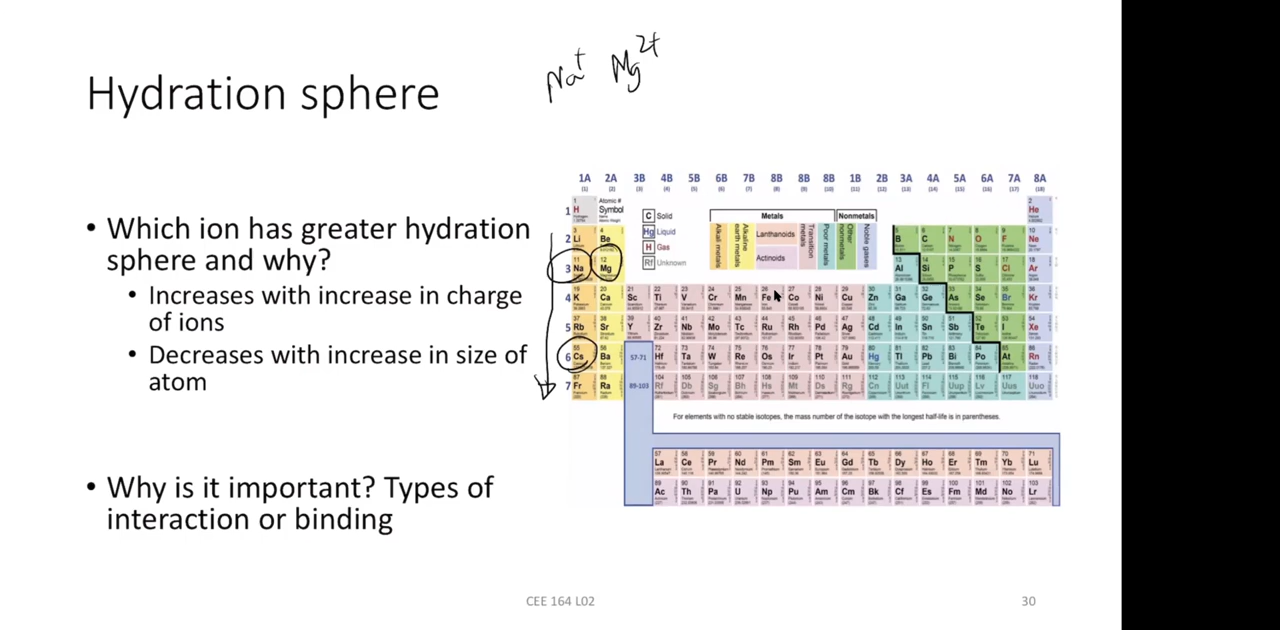 Na+ Mg2+
Hydration sphere
• Which ion has greater hydration
sphere and why?
• Increases with increase in charge
of ions
• Decreases with increase in size of
atom
• Why is it important? Types of
interaction or binding
1A 2A 3B 4B 5B 6B 7B 8B 8B 8B 1B 2B 3A 4A 5A 6A 7A 8A
(1) (2) (3) (4) (5) (6) (7) (8) (9) (10) (11) (12) (13) (14) (15) (16) (17) (18)
Atomic #
Symbol
C Solid
Hg Liquid
H Gas
Rf Unknown
Metals
Nonmetals
Alkali metals
Alkaline earth metals
Lanthanoids
Actinoids
Transition metals
Poor metals
Other nonmetals
Noble gases
1 H He
2 Li Be B C N O F Ne
3 Na Mg Al Si P S Cl Ar
4 K Ca Sc Ti V Cr Mn Fe Co Ni Cu Zn Ga Ge As Se Br Kr
5 Rb Sr Y Zr Nb Mo Tc Ru Rh Pd Ag Cd In Sn Sb Te I Xe
6 Cs Ba 57-71 Hf Ta W Re Os Ir Pt Au Hg Tl Pb Bi Po At Rn
7 Fr Ra 89-103 Rf Db Sg Bh Hs Mt Ds Rg Cn Uut Fl Uup Lv Uus Uuo
For elements with no stable isotopes, the mass number of the isotope with the longest half-life is in parentheses.
La Ce Pr Nd Pm Sm Eu Gd Tb Dy Ho Er Tm Yb Lu
Ac Th Pa U Np Pu Am Cm Bk Cf Es Fm Md No Lr
CEE 164 L02
30